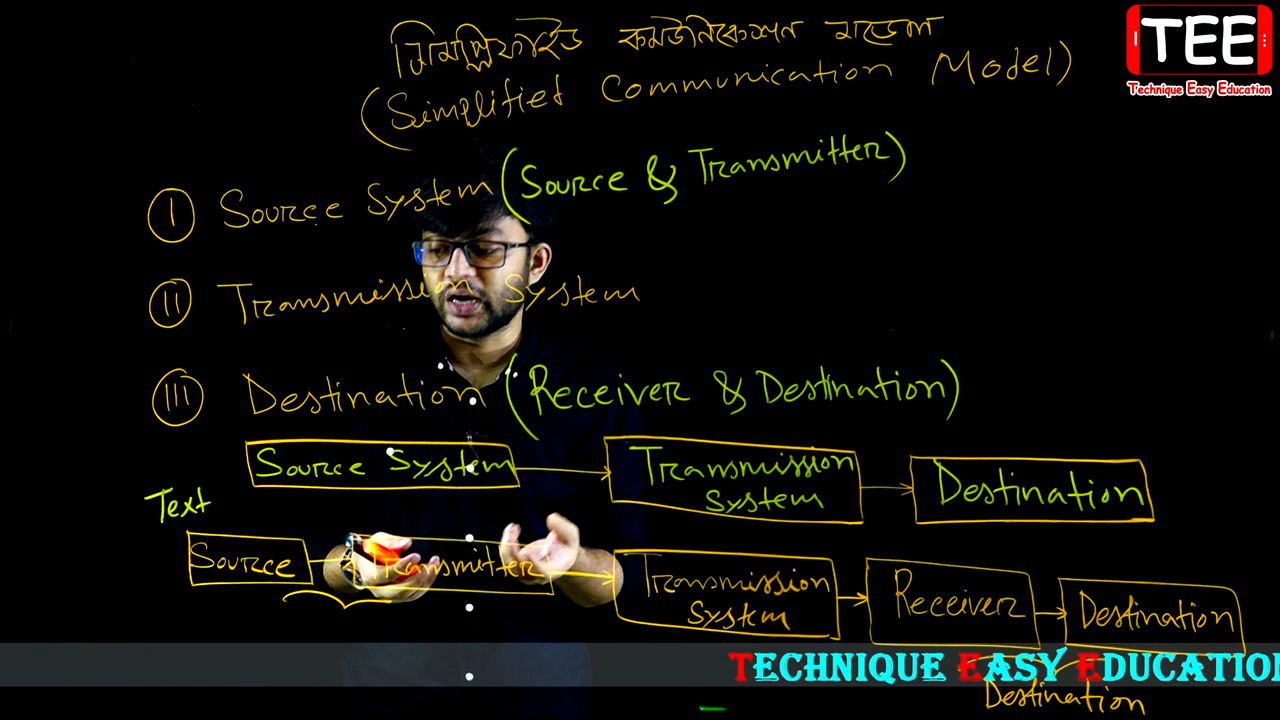 সিমপ্লিফাইড কমউনিকেশন মডেল
TEE
Technique Easy Education
(Simplified Communication Model)
I Source System (Source & Transmitter)
II Transmission System
III Destination (Receiver & Destination)
Source System Transmission System Destination
Text
Source Transmitter Transmission System Receiver Destination
TECHNIQUE EASY EDUCATION
Destination